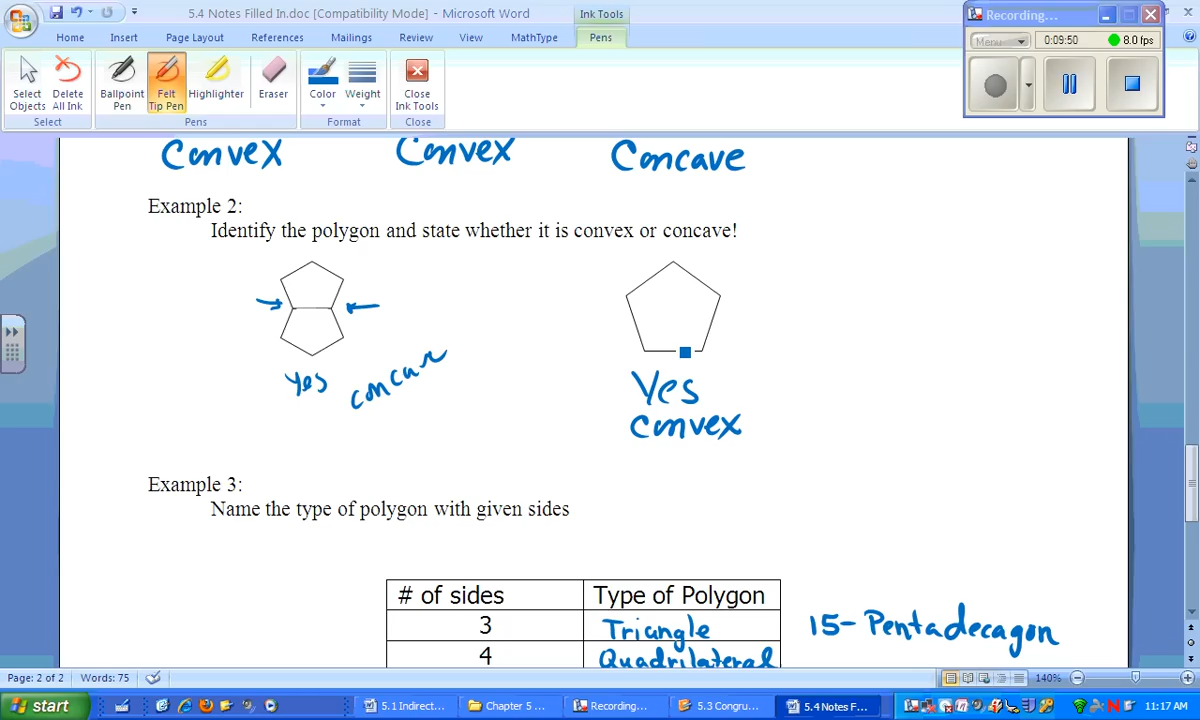 5.4 Notes Filled In.doc [Compatibility Mode] - Microsoft Word
Ink Tools
Recording...
Home Insert Page Layout References Mailings Review View MathType Pens
Menu 0:09:50 8.0 fps
Select Objects
Delete All Ink
Ballpoint Pen
Felt Tip Pen
Highlighter
Eraser
Color
Weight
Close Ink Tools
Select Pens Format Close
Convex Convex Concave
Example 2:
Identify the polygon and state whether it is convex or concave!
yes concave
Yes
Convex
Example 3:
Name the type of polygon with given sides
# of sides Type of Polygon
3 Triangle
15- Pentadecagon
4 Quadrilateral
Page: 2 of 2 Words: 75 140%
start 5.1 Indirect... Chapter 5 ... Recording... 5.3 Congru... 5.4 Notes F... 11:17 AM